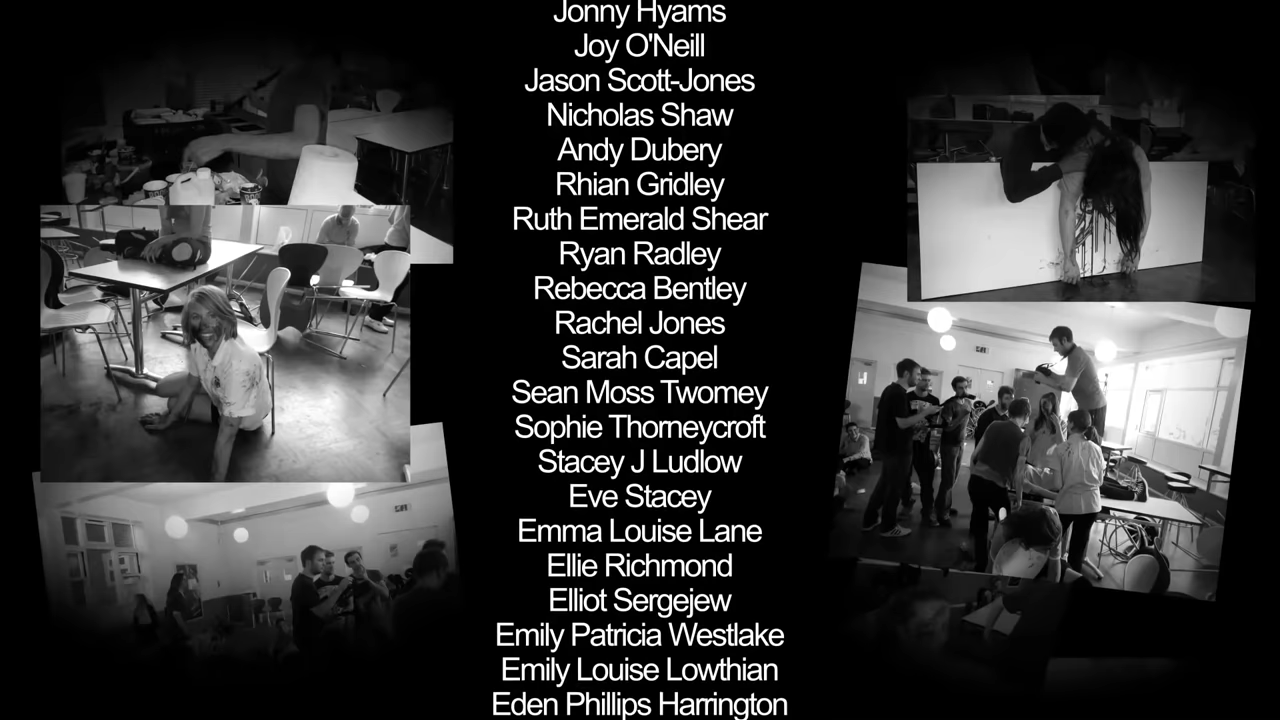 Jonny Hyams
Joy O'Neill
Jason Scott-Jones
Nicholas Shaw
Andy Dubery
Rhian Gridley
Ruth Emerald Shear
Ryan Radley
Rebecca Bentley
Rachel Jones
Sarah Capel
Sean Moss Twomey
Sophie Thorneycroft
Stacey J Ludlow
Eve Stacey
Emma Louise Lane
Ellie Richmond
Elliot Sergejew
Emily Patricia Westlake
Emily Louise Lowthian
Eden Phillips Harrington